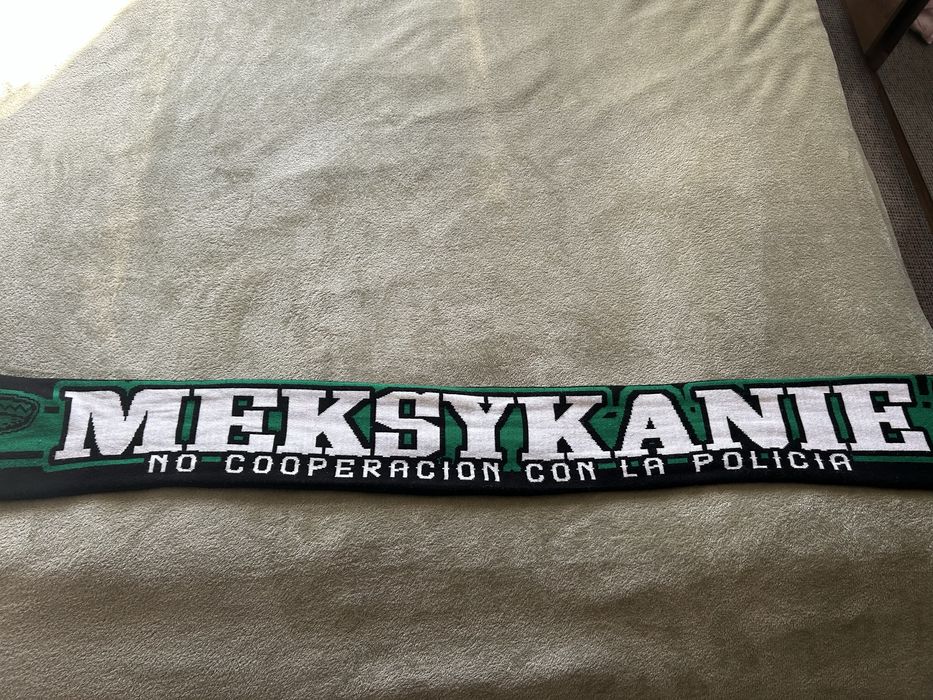 MEKSYKANIE
NO COOPERACION CON LA POLICIA